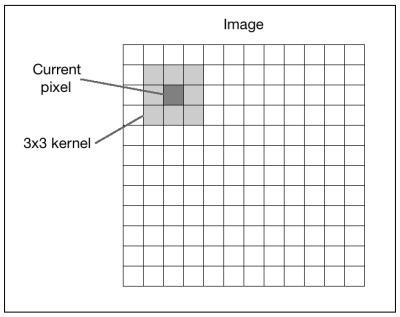 Image
Current
pixel
3x3 kernel